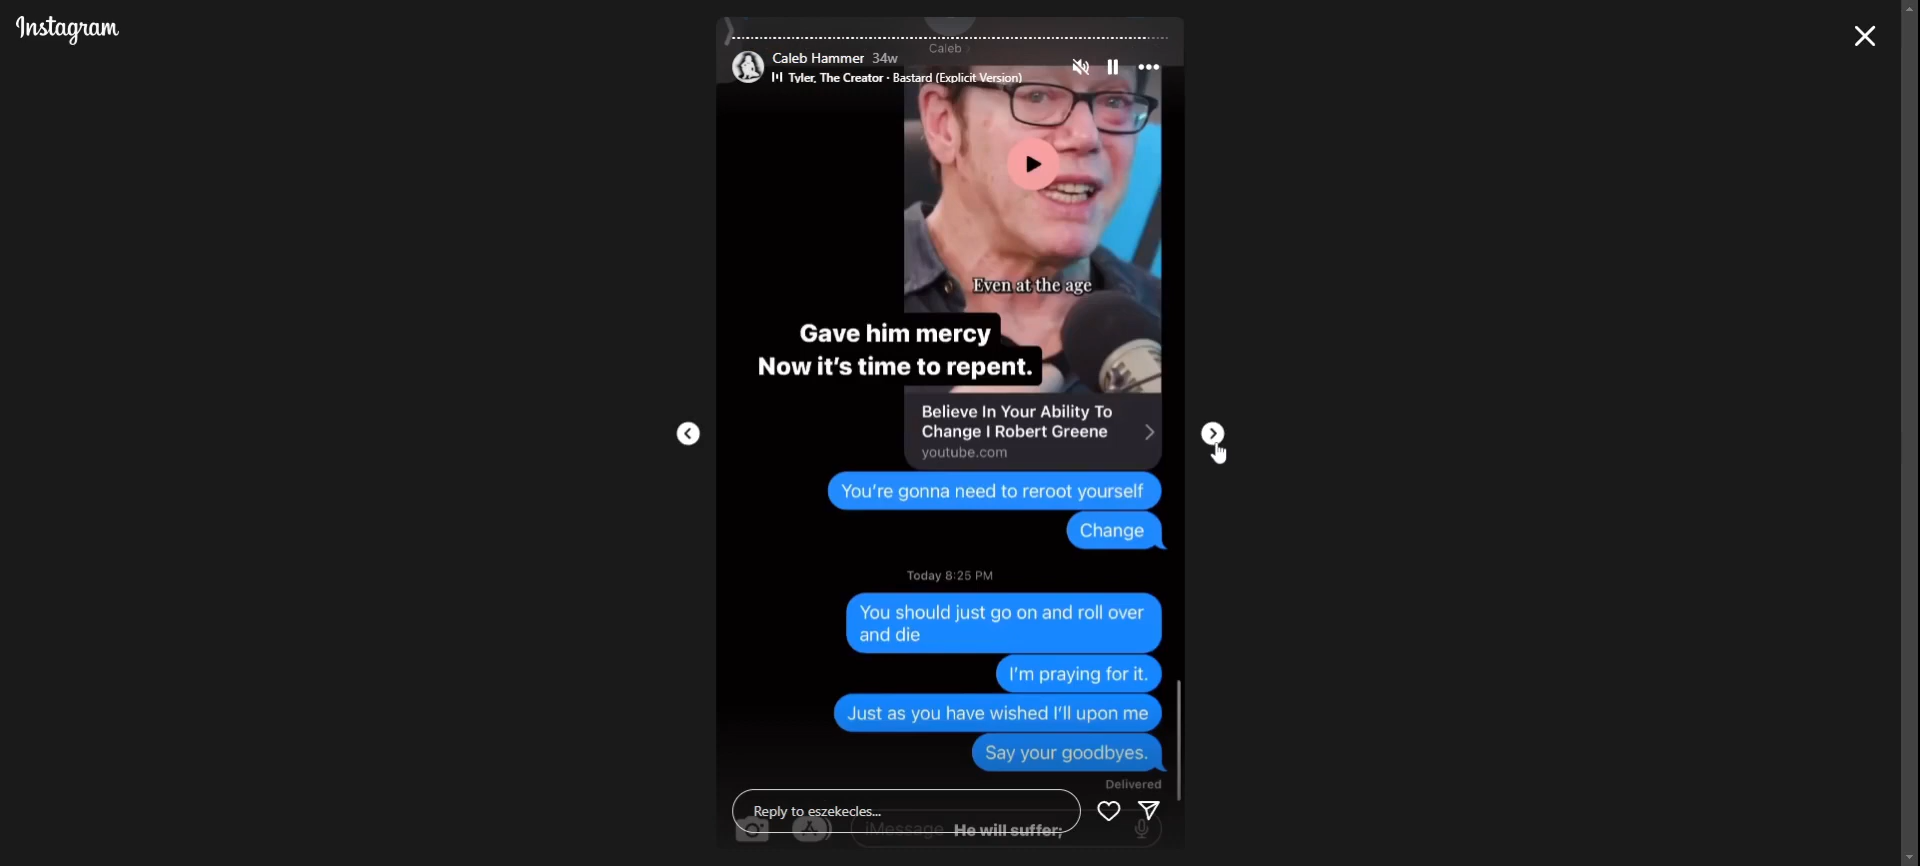 Instagram
Caleb
Caleb Hammer 34w
Tyler, The Creator · Bastard (Explicit Version)
Even at the age
Gave him mercy
Now it's time to repent.
Believe In Your Ability To
Change I Robert Greene
youtube.com
You're gonna need to reroot yourself
Change
Today 8:25 PM
You should just go on and roll over
and die
I'm praying for it.
Just as you have wished I'll upon me
Say your goodbyes.
Delivered
Reply to eszekecles...
iMessage He will suffer;